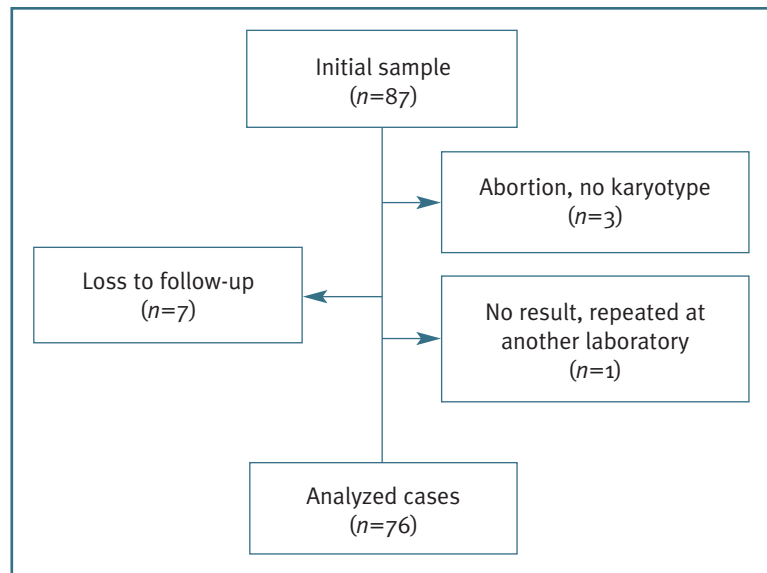 Initial sample
(n=87)
Abortion, no karyotype
(n=3)
Loss to follow-up
(n=7)
No result, repeated at
another laboratory
(n=1)
Analyzed cases
(n=76)